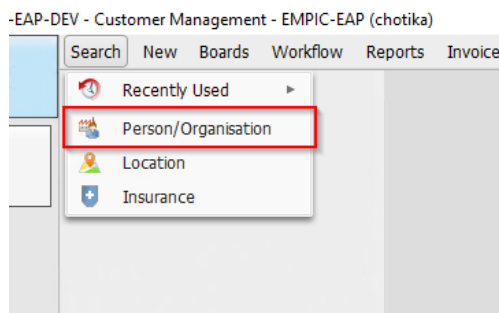 -EAP-DEV - Customer Management - EMPIC-EAP (chotika)
Search New Boards Workflow Reports Invoice
Recently Used
Person/Organisation
Location
Insurance